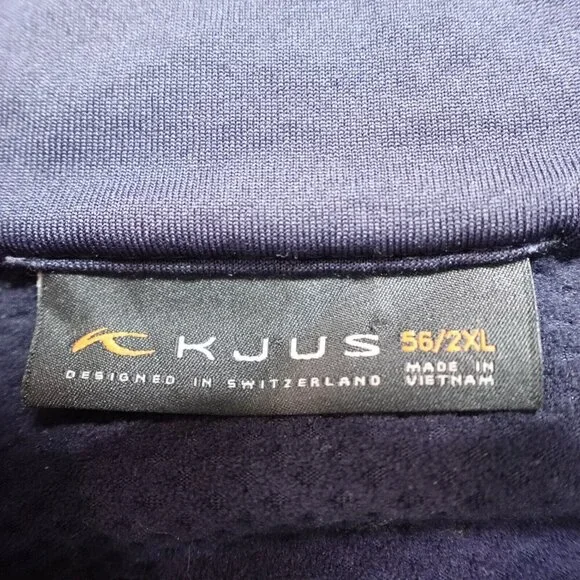 KJUS 56/2XL
DESIGNED IN SWITZERLAND
MADE IN
VIETNAM